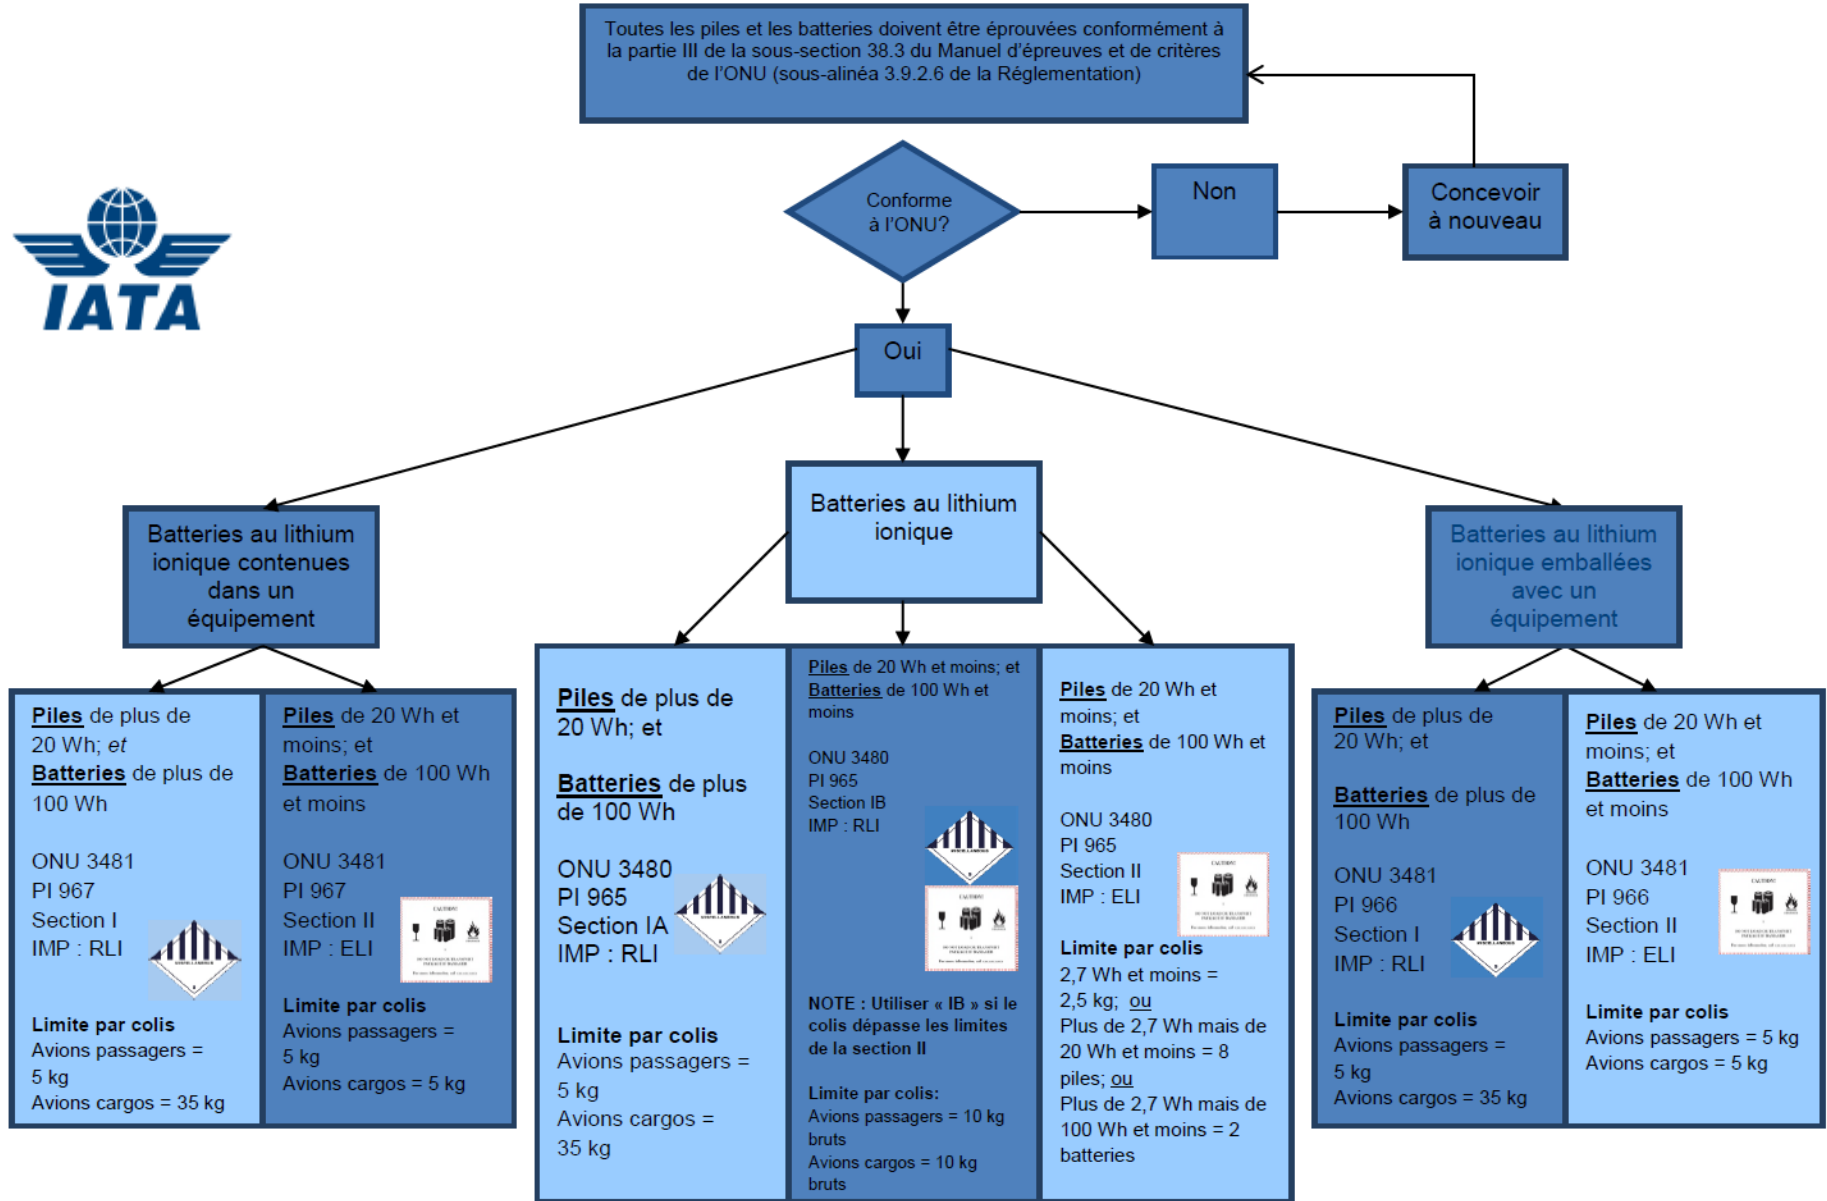 Toutes les piles et les batteries doivent être éprouvées conformément à
la partie III de la sous-section 38.3 du Manuel d'épreuves et de critères
de l'ONU (sous-alinéa 3.9.2.6 de la Réglementation)
Conforme
à l'ONU?
Non
Concevoir
à nouveau
IATA
Oui
Batteries au lithium
ionique contenues
dans un
équipement
Batteries au lithium
ionique
Batteries au lithium
ionique emballées
avec un
équipement
Piles de plus de
20 Wh; et
Batteries de plus de
100 Wh
ONU 3481
PI 967
Section I
IMP : RLI
Limite par colis
Avions passagers =
5 kg
Avions cargos = 35 kg
Piles de 20 Wh et
moins; et
Batteries de 100 Wh
et moins
ONU 3481
PI 967
Section II
IMP : ELI
CAUTION!
Limite par colis
Avions passagers =
5 kg
Avions cargos = 5 kg
Piles de plus de
20 Wh; et
Batteries de plus
de 100 Wh
ONU 3480
PI 965
Section IA
IMP : RLI
Limite par colis
Avions passagers =
5 kg
Avions cargos =
35 kg
Piles de 20 Wh et moins; et
Batteries de 100 Wh et
moins
ONU 3480
PI 965
Section IB
IMP : RLI
CAUTION!
NOTE : Utiliser « IB » si le
colis dépasse les limites
de la section II
Limite par colis:
Avions passagers = 10 kg
bruts
Avions cargos = 10 kg
bruts
Piles de 20 Wh et
moins; et
Batteries de 100 Wh et
moins
ONU 3480
PI 965
Section II
IMP : ELI
CAUTION!
Limite par colis
2,7 Wh et moins =
2,5 kg; ou
Plus de 2,7 Wh mais de
20 Wh et moins = 8
piles; ou
Plus de 2,7 Wh mais de
100 Wh et moins = 2
batteries
Piles de plus de
20 Wh; et
Batteries de plus de
100 Wh
ONU 3481
PI 966
Section I
IMP : RLI
Limite par colis
Avions passagers =
5 kg
Avions cargos = 35 kg
Piles de 20 Wh et
moins; et
Batteries de 100 Wh
et moins
ONU 3481
PI 966
Section II
IMP : ELI
CAUTION!
Limite par colis
Avions passagers = 5 kg
Avions cargos = 5 kg